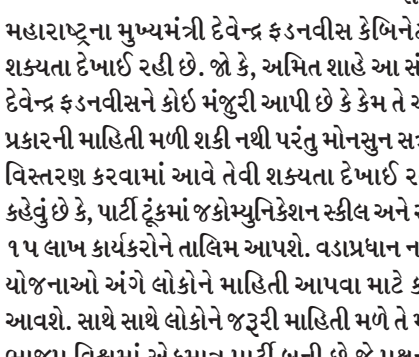 મહારાષ્ટ્રના મુખ્યમંત્રી દેવેન્દ્ર ફડનવીસ
શક્યતા દેખાઈ રહી છે. જો કે, અમિત શાહે આ
દેવેન્દ્ર ફડનવીસને કોઇ મંજુરી આપી છે કે કેમ તે
પ્રકારની માહિતી મળી શકી નથી પરંતુ મોનસુન
વિસ્તરણ કરવામાં આવે તેવી શક્યતા દેખાઈ
કહેવું છે કે, પાર્ટી ટૂંકમાં જકોમ્યુનિકેશન સ્કીલ અને
૧૫ લાખ કાર્યકરોને તાલિમ આપશે. વડાપ્રધાન
યોજનાઓ અંગે લોકોને માહિતી આપવા માટે
આવશે. સાથે સાથે લોકોને જરૂરી માહિતી મળે તે